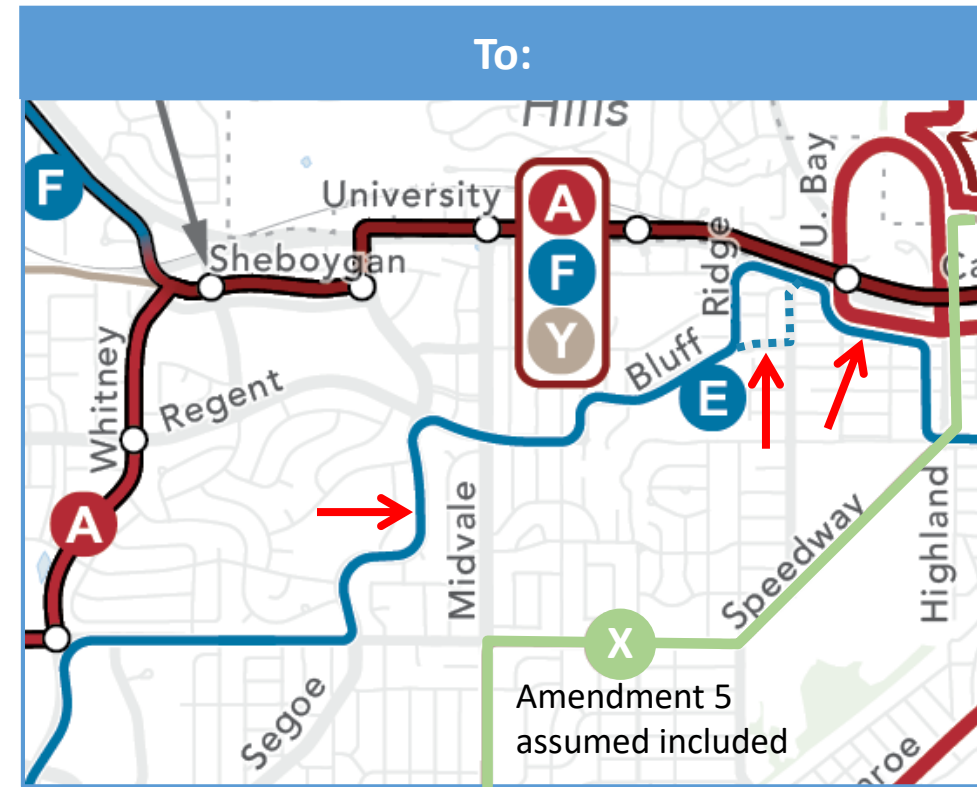 To:
Hills
F
University
A
U. Bay
Sheboygan
F
Ridge
Whitney
Y
Bluff
Regent
E
A
Midvale
Speedway
Highland
X
Segoe
Amendment 5
assumed included